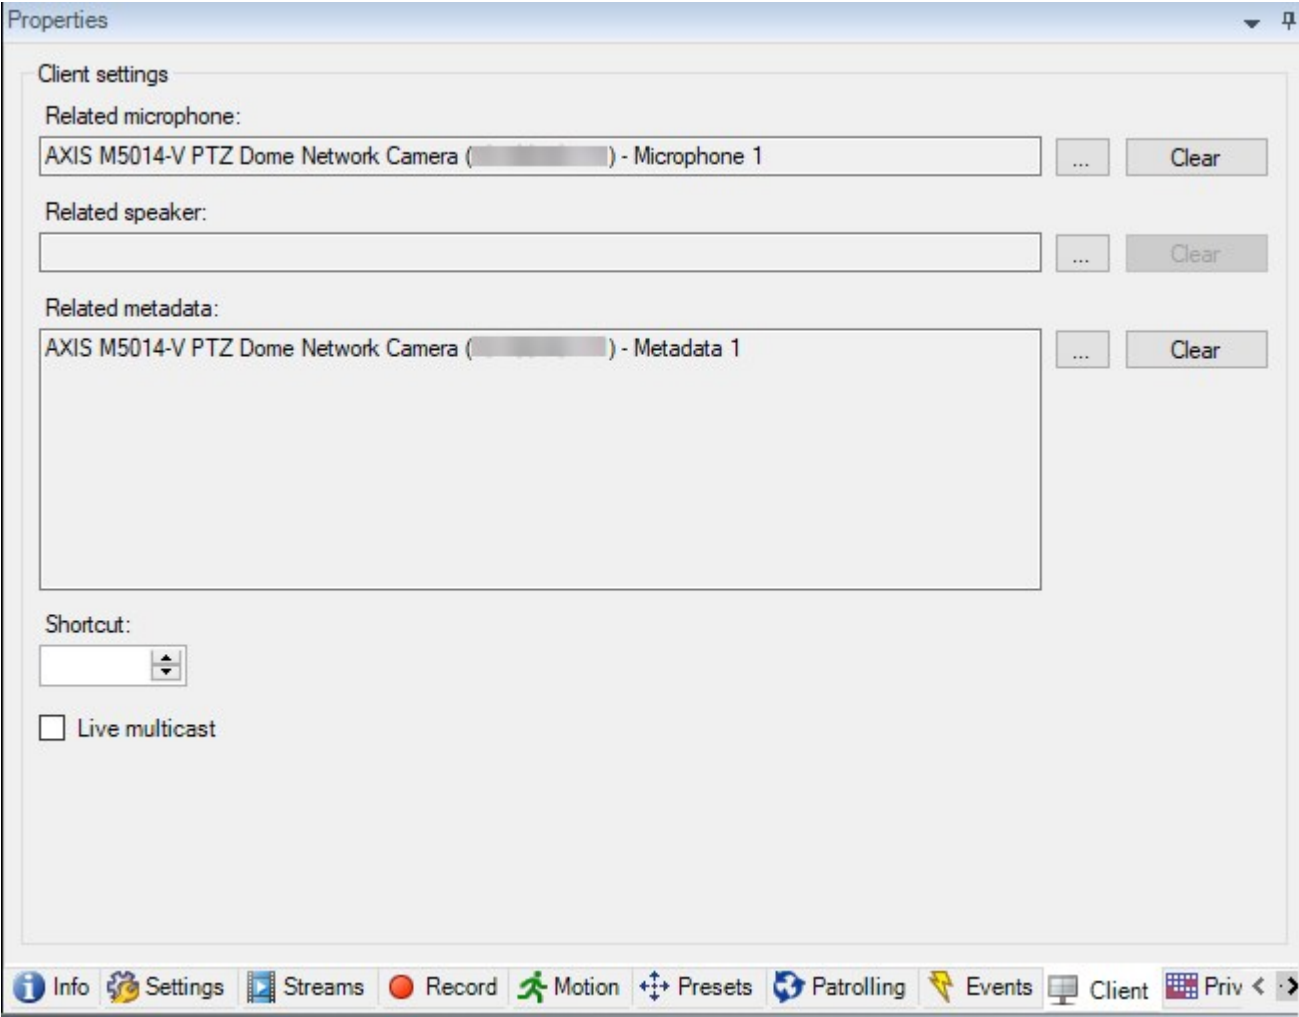 Properties
Client settings
Related microphone:
AXIS M5014-V PTZ Dome Network Camera ( ) - Microphone 1
... Clear
Related speaker:
... Clear
Related metadata:
AXIS M5014-V PTZ Dome Network Camera ( ) - Metadata 1
... Clear
Shortcut:
Live multicast
Info Settings Streams Record Motion Presets Patrolling Events Client Priv